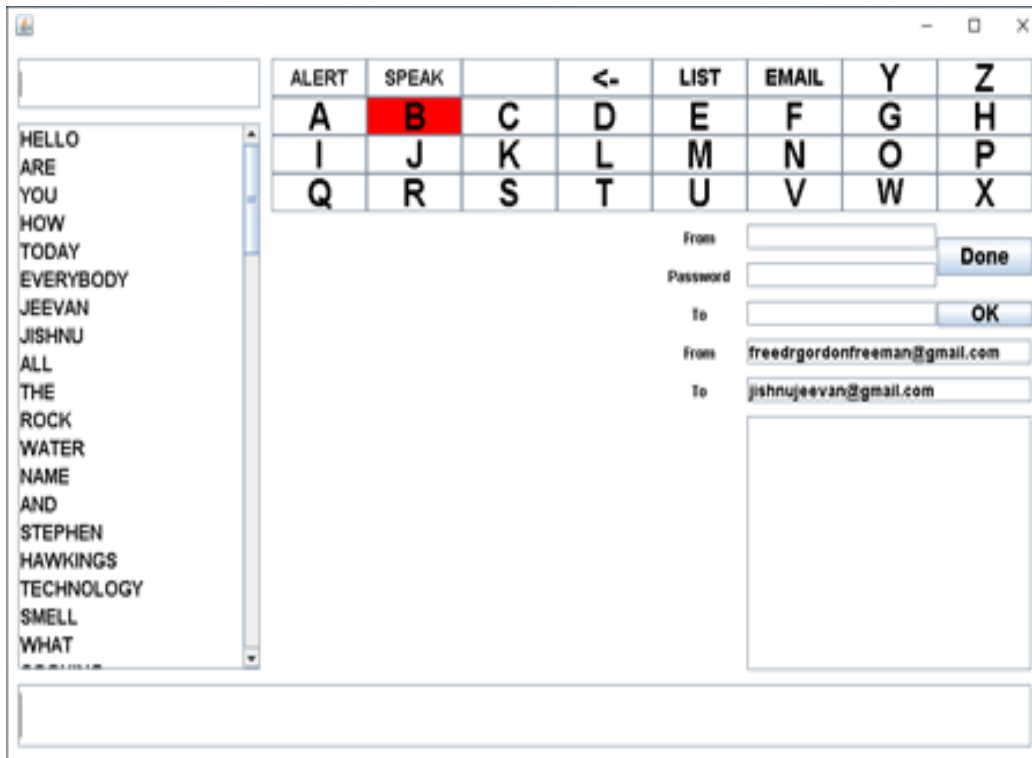 ALERT SPEAK <- LIST EMAIL Y Z
A B C D E F G H
I J K L M N O P
Q R S T U V W X
HELLO
ARE
YOU
HOW
TODAY
EVERYBODY
JEEVAN
JISHNU
ALL
THE
ROCK
WATER
NAME
AND
STEPHEN
HAWKINGS
TECHNOLOGY
SMELL
WHAT
From
Done
Password
To
OK
From freedrgordonfreeman@gmail.com
To jishnujeevan@gmail.com